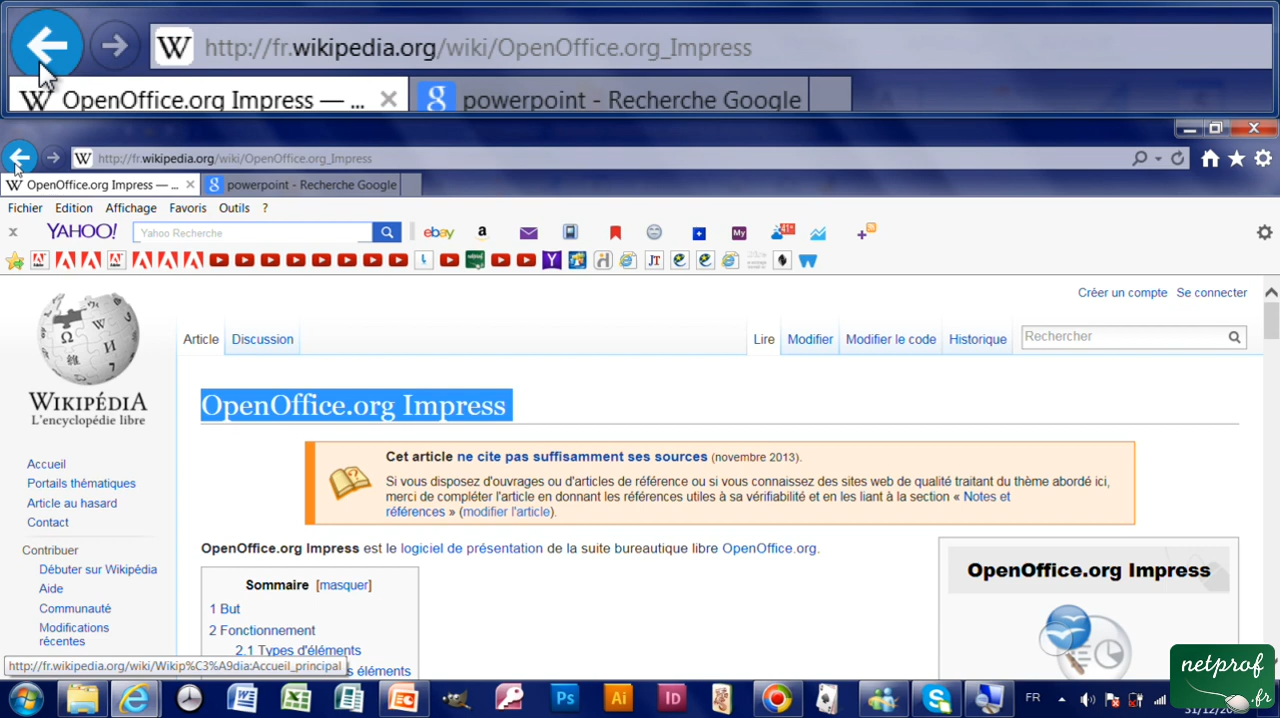 http://fr.wikipedia.org/wiki/OpenOffice.org_Impress
OpenOffice.org Impress — ...
powerpoint - Recherche Google
http://fr.wikipedia.org/wiki/OpenOffice.org_Impress
OpenOffice.org Impress — ...
powerpoint - Recherche Google
Fichier Edition Affichage Favoris Outils ?
YAHOO! Yahoo Recherche ebay a My 41
Créer un compte Se connecter
Article Discussion Lire Modifier Modifier le code Historique Rechercher
WIKIPÉDIA
L'encyclopédie libre
OpenOffice.org Impress
Cet article ne cite pas suffisamment ses sources (novembre 2013).
Si vous disposez d'ouvrages ou d'articles de référence ou si vous connaissez des sites web de qualité traitant du thème abordé ici,
merci de compléter l'article en donnant les références utiles à sa vérifiabilité et en les liant à la section « Notes et
références » (modifier l'article).
Accueil
Portails thématiques
Article au hasard
Contact
Contribuer
Débuter sur Wikipédia
Aide
Communauté
Modifications
récentes
OpenOffice.org Impress est le logiciel de présentation de la suite bureautique libre OpenOffice.org.
Sommaire [masquer]
1 But
2 Fonctionnement
2.1 Types d'éléments
éléments
OpenOffice.org Impress
http://fr.wikipedia.org/wiki/Wikip%C3%A9dia:Accueil_principal
netprof
.fr
Ps Ai Id
FR